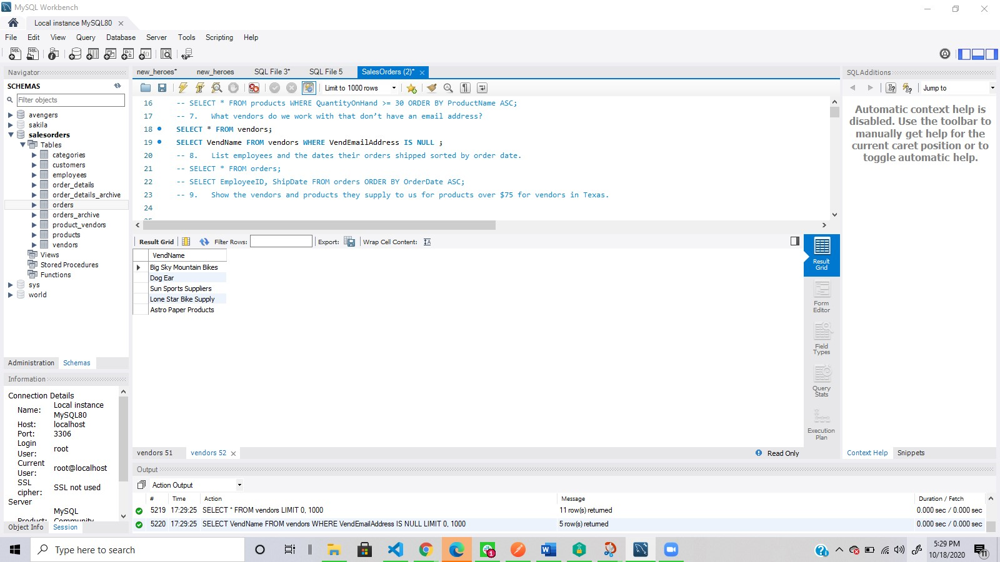 MySQL Workbench
Local instance MySQL80
File Edit View Query Database Server Tools Scripting Help
Navigator
SCHEMAS
Filter objects
avengers
sakila
salesorders
Tables
categories
customers
employees
order_details
order_details_archive
orders
orders_archive
product_vendors
products
vendors
Views
Stored Procedures
Functions
sys
world
Administration Schemas
Information
Connection Details
Name: Local instance MySQL80
Host: localhost
Port: 3306
Login User: root
Current User: root@localhost
SSL cipher: SSL not used
Server
MySQL
Product: Community
Object Info Session
new_heroes* new_heroes SQL File 3* SQL File 5 SalesOrders (2)*
Limit to 1000 rows
16 -- SELECT * FROM products WHERE QuantityOnHand >= 30 ORDER BY ProductName ASC;
17 -- 7. What vendors do we work with that don’t have an email address?
18 SELECT * FROM vendors;
19 SELECT VendName FROM vendors WHERE VendEmailAddress IS NULL ;
20 -- 8. List employees and the dates their orders shipped sorted by order date.
21 -- SELECT * FROM orders;
22 -- SELECT EmployeeID, ShipDate FROM orders ORDER BY OrderDate ASC;
23 -- 9. Show the vendors and products they supply to us for products over $75 for vendors in Texas.
24
Result Grid Filter Rows: Export: Wrap Cell Content:
VendName
Big Sky Mountain Bikes
Dog Ear
Sun Sports Suppliers
Lone Star Bike Supply
Astro Paper Products
Result Grid
Form Editor
Field Types
Query Stats
Execution Plan
vendors 51 vendors 52
Read Only
Output
Action Output
# Time Action Message Duration / Fetch
5219 17:29:25 SELECT * FROM vendors LIMIT 0, 1000 11 row(s) returned 0.000 sec / 0.000 sec
5220 17:29:25 SELECT VendName FROM vendors WHERE VendEmailAddress IS NULL LIMIT 0, 1000 5 row(s) returned 0.000 sec / 0.000 sec
SQLAdditions
Jump to
Automatic context help is
disabled. Use the toolbar to
manually get help for the
current caret position or to
toggle automatic help.
Context Help Snippets
Type here to search
1
5:29 PM
10/18/2020
11